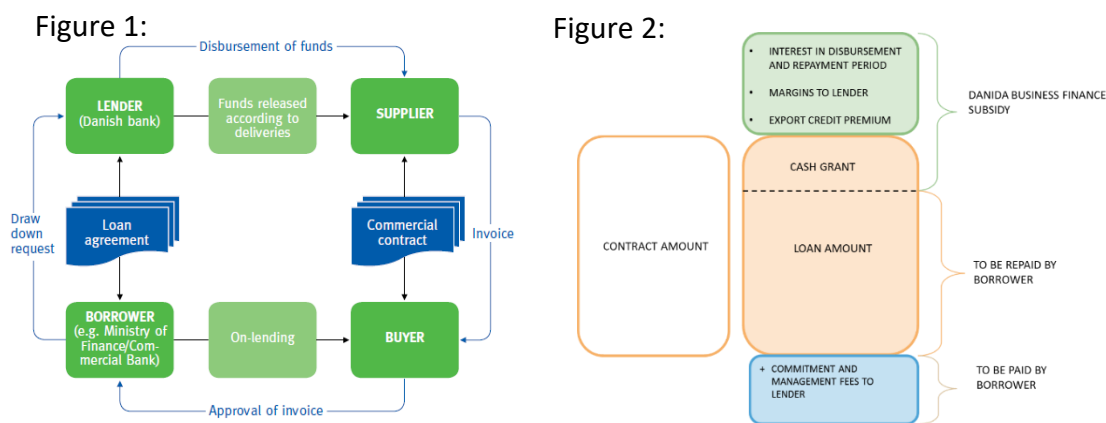 Figure 1:
Disbursement of funds
LENDER
(Danish bank)
Funds released
according to
deliveries
SUPPLIER
Draw
down
request
Loan
agreement
Commercial
contract
Invoice
BORROWER
(e.g. Ministry of
Finance/Com-
mercial Bank)
On-lending
BUYER
Approval of invoice
Figure 2:
• INTEREST IN DISBURSEMENT
AND REPAYMENT PERIOD
• MARGINS TO LENDER
• EXPORT CREDIT PREMIUM
DANIDA BUSINESS FINANCE
SUBSIDY
CASH GRANT
CONTRACT AMOUNT
LOAN AMOUNT
TO BE REPAID BY
BORROWER
+ COMMITMENT AND
MANAGEMENT FEES TO
LENDER
TO BE PAID BY
BORROWER